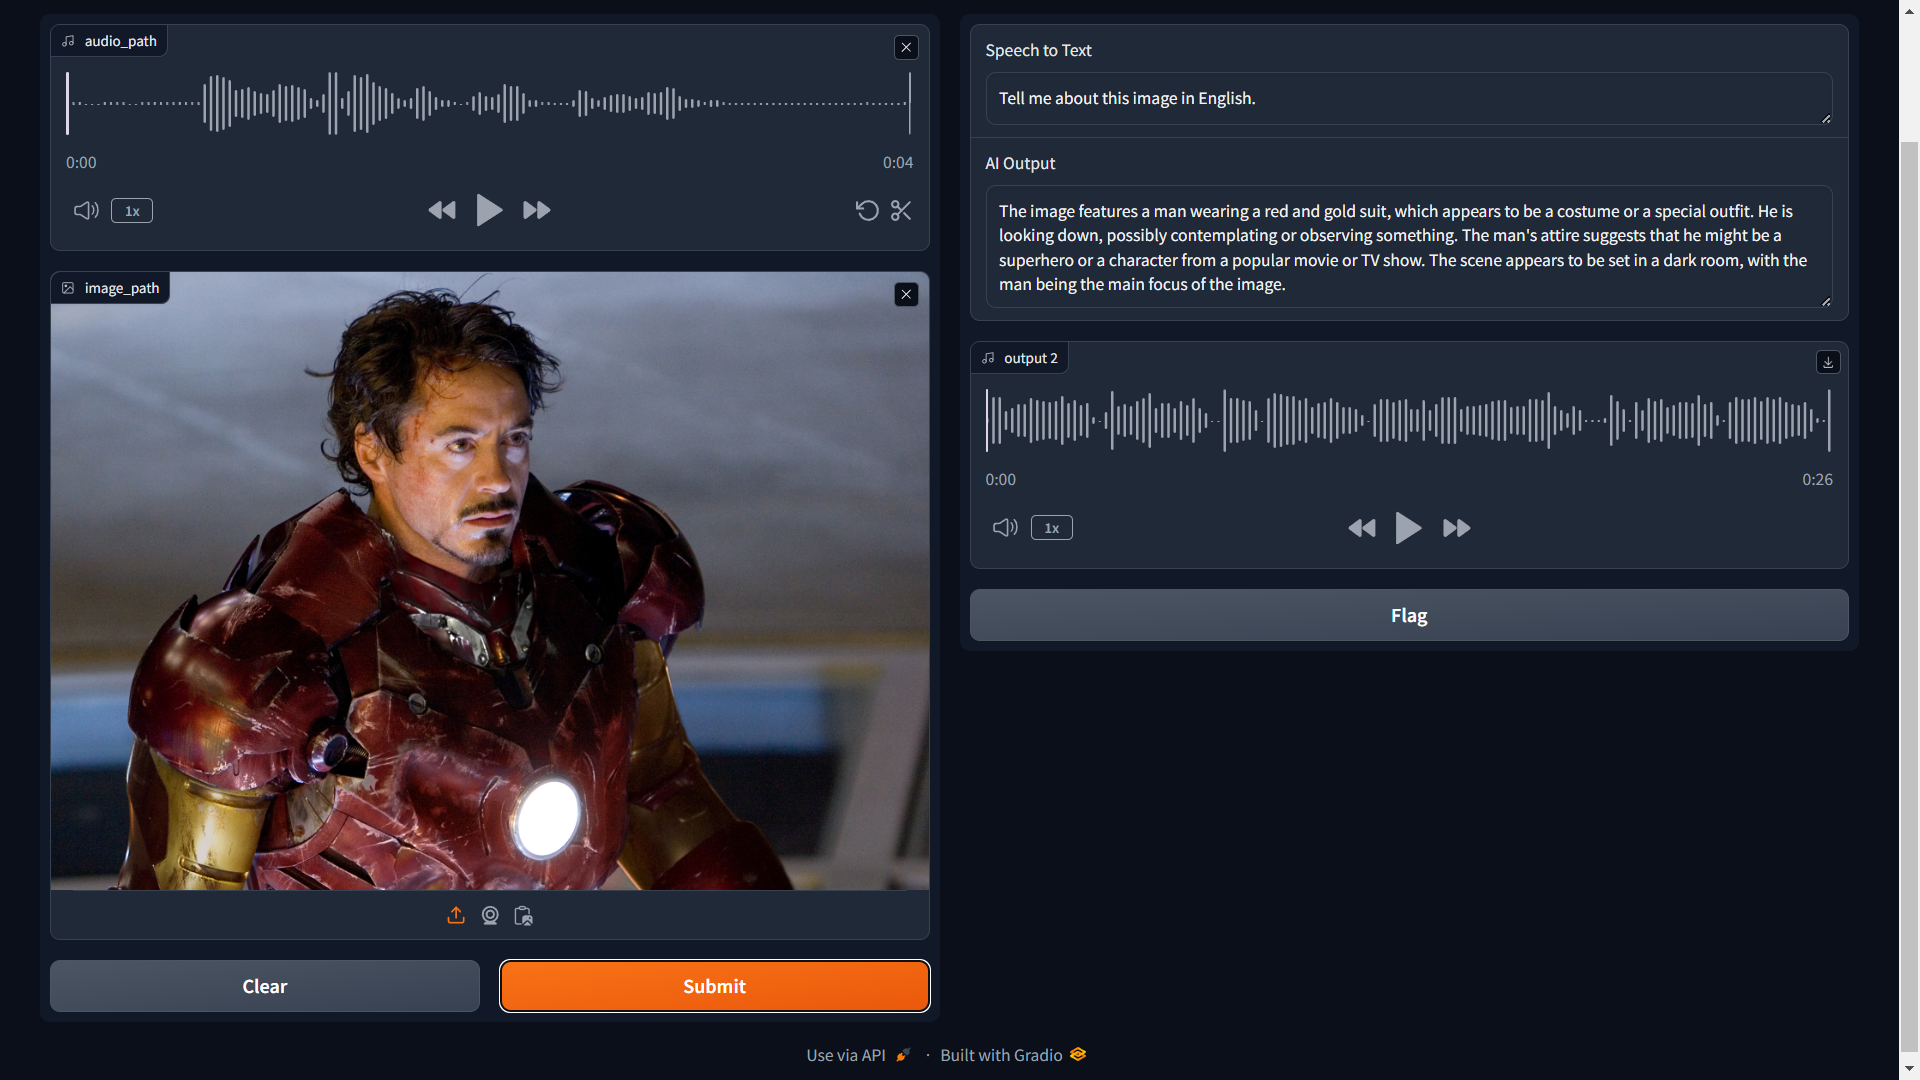 audio_path
0:00
0:04
1x
image_path
Clear
Submit
Speech to Text
Tell me about this image in English.
AI Output
The image features a man wearing a red and gold suit, which appears to be a costume or a special outfit. He is
looking down, possibly contemplating or observing something. The man's attire suggests that he might be a
superhero or a character from a popular movie or TV show. The scene appears to be set in a dark room, with the
man being the main focus of the image.
output 2
0:00
0:26
1x
Flag
Use via API · Built with Gradio